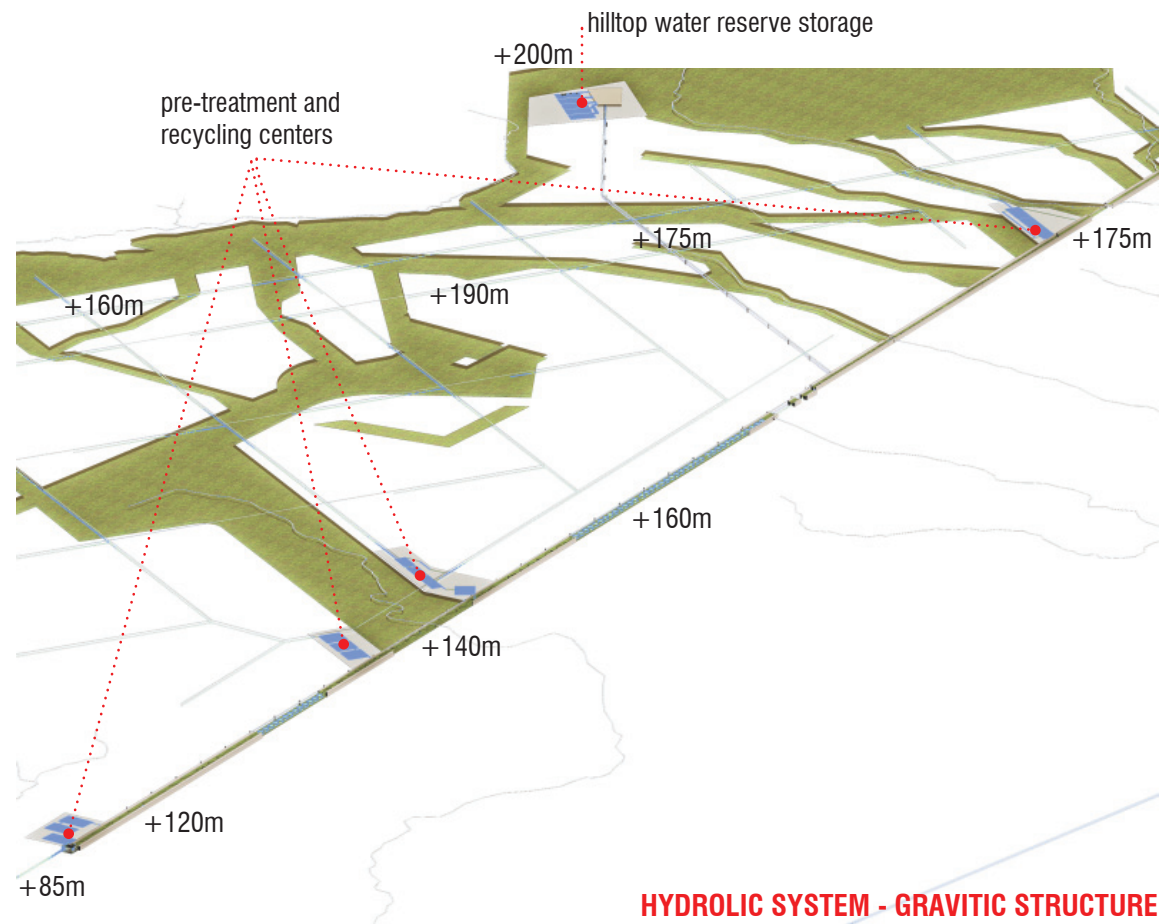 hilltop water reserve storage
+200m
pre-treatment and
recycling centers
+175m
+175m
+160m
+190m
+160m
+140m
+120m
+85m
HYDROLIC SYSTEM - GRAVITIC STRUCTURE